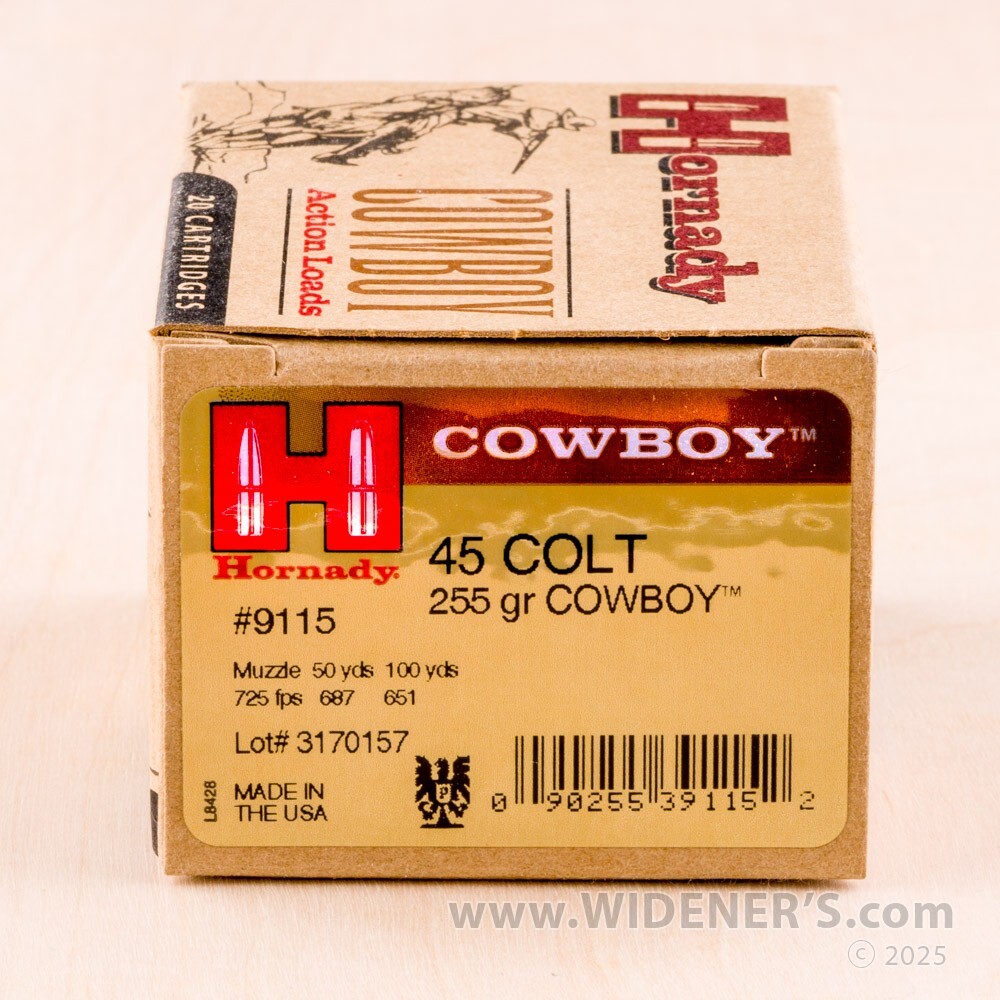 Hornady
COWBOY
Action Loads
20 CARTRIDGES
H
Hornady®
COWBOY™
45 COLT
255 gr COWBOY™
#9115
Muzzle 50 yds 100 yds
725 fps 687 651
Lot# 3170157
MADE IN
THE USA
L8428
P
0 90255 39115 2
www.WIDENER'S.com
© 2025